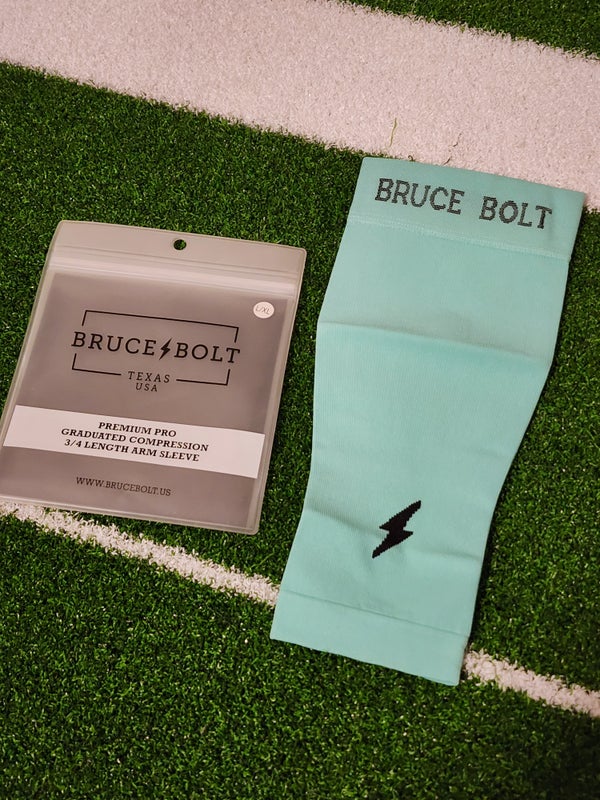 BRUCE BOLT
L/XL
BRUCE BOLT
TEXAS
USA
PREMIUM PRO
GRADUATED COMPRESSION
3/4 LENGTH ARM SLEEVE
WWW.BRUCEBOLT.US